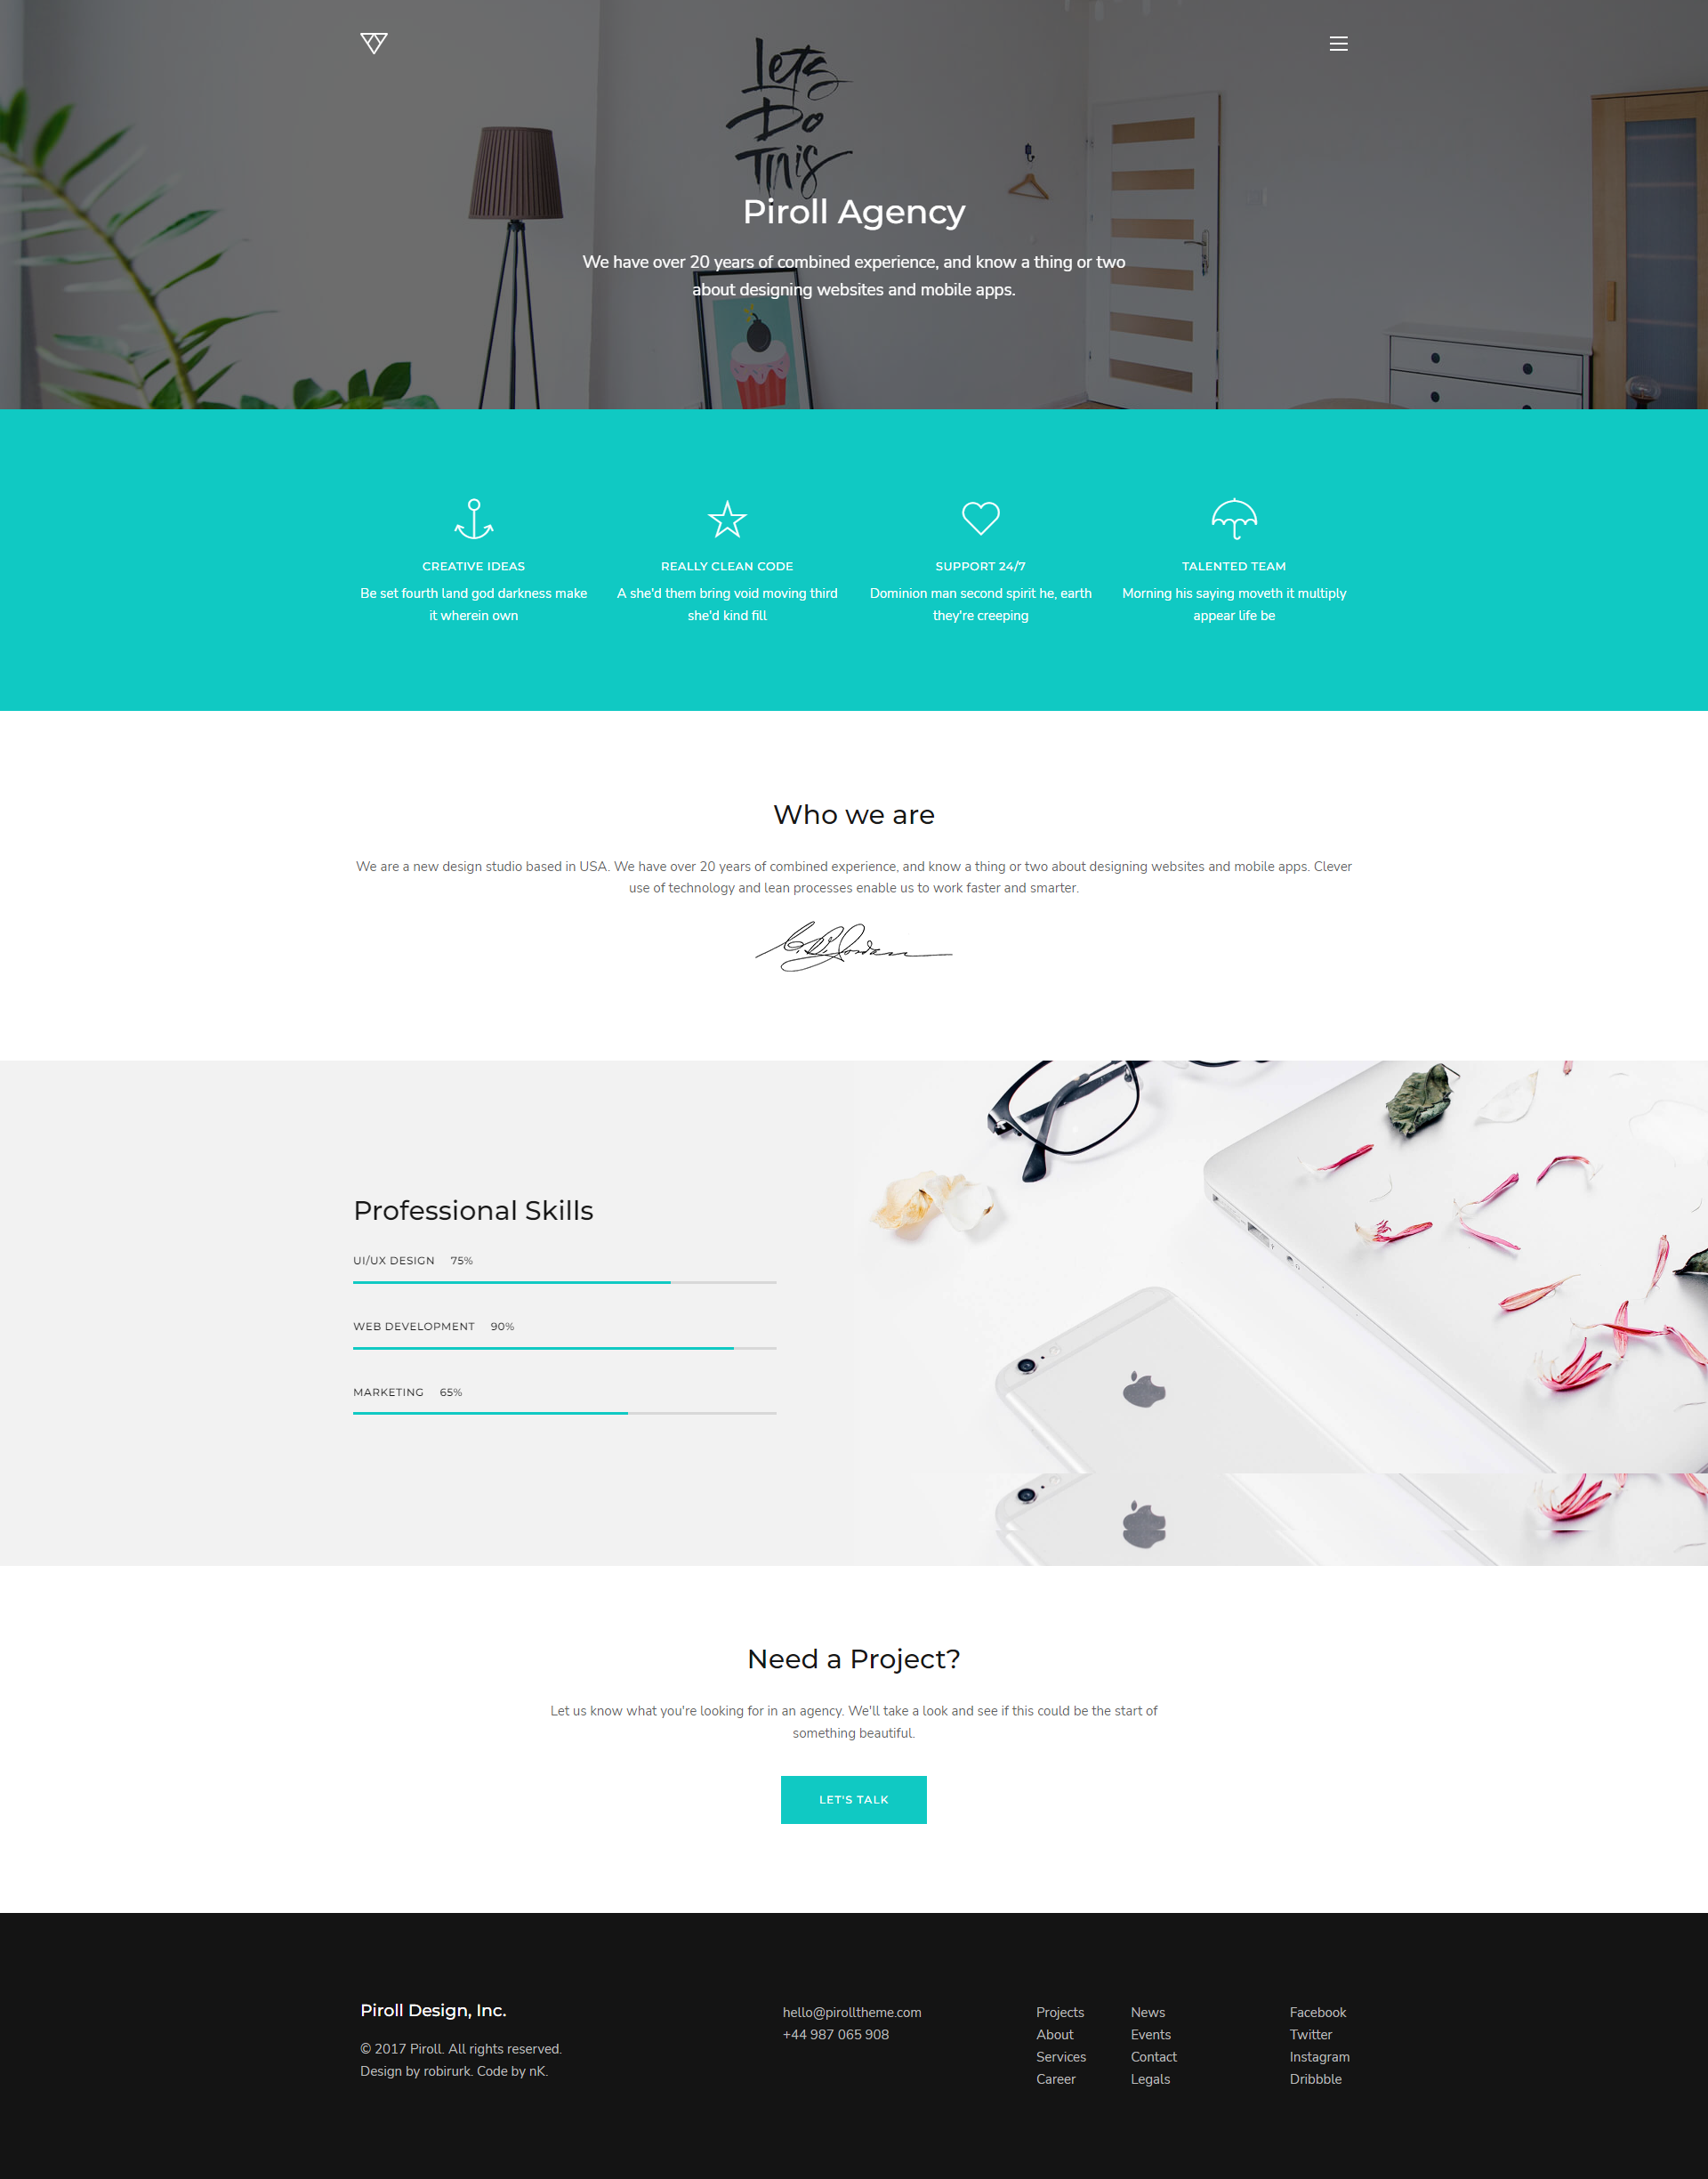 Lets
Do
This
Piroll Agency
We have over 20 years of combined experience, and know a thing or two
about designing websites and mobile apps.
CREATIVE IDEAS
Be set fourth land god darkness make
it wherein own
REALLY CLEAN CODE
A she'd them bring void moving third
she'd kind fill
SUPPORT 24/7
Dominion man second spirit he, earth
they're creeping
TALENTED TEAM
Morning his saying moveth it multiply
appear life be
Who we are
We are a new design studio based in USA. We have over 20 years of combined experience, and know a thing or two about designing websites and mobile apps. Clever
use of technology and lean processes enable us to work faster and smarter.
Professional Skills
UI/UX DESIGN 75%
WEB DEVELOPMENT 90%
MARKETING 65%
Need a Project?
Let us know what you're looking for in an agency. We'll take a look and see if this could be the start of
something beautiful.
LET'S TALK
Piroll Design, Inc.
© 2017 Piroll. All rights reserved.
Design by robirurk. Code by nK.
hello@pirolltheme.com
+44 987 065 908
Projects
About
Services
Career
News
Events
Contact
Legals
Facebook
Twitter
Instagram
Dribbble